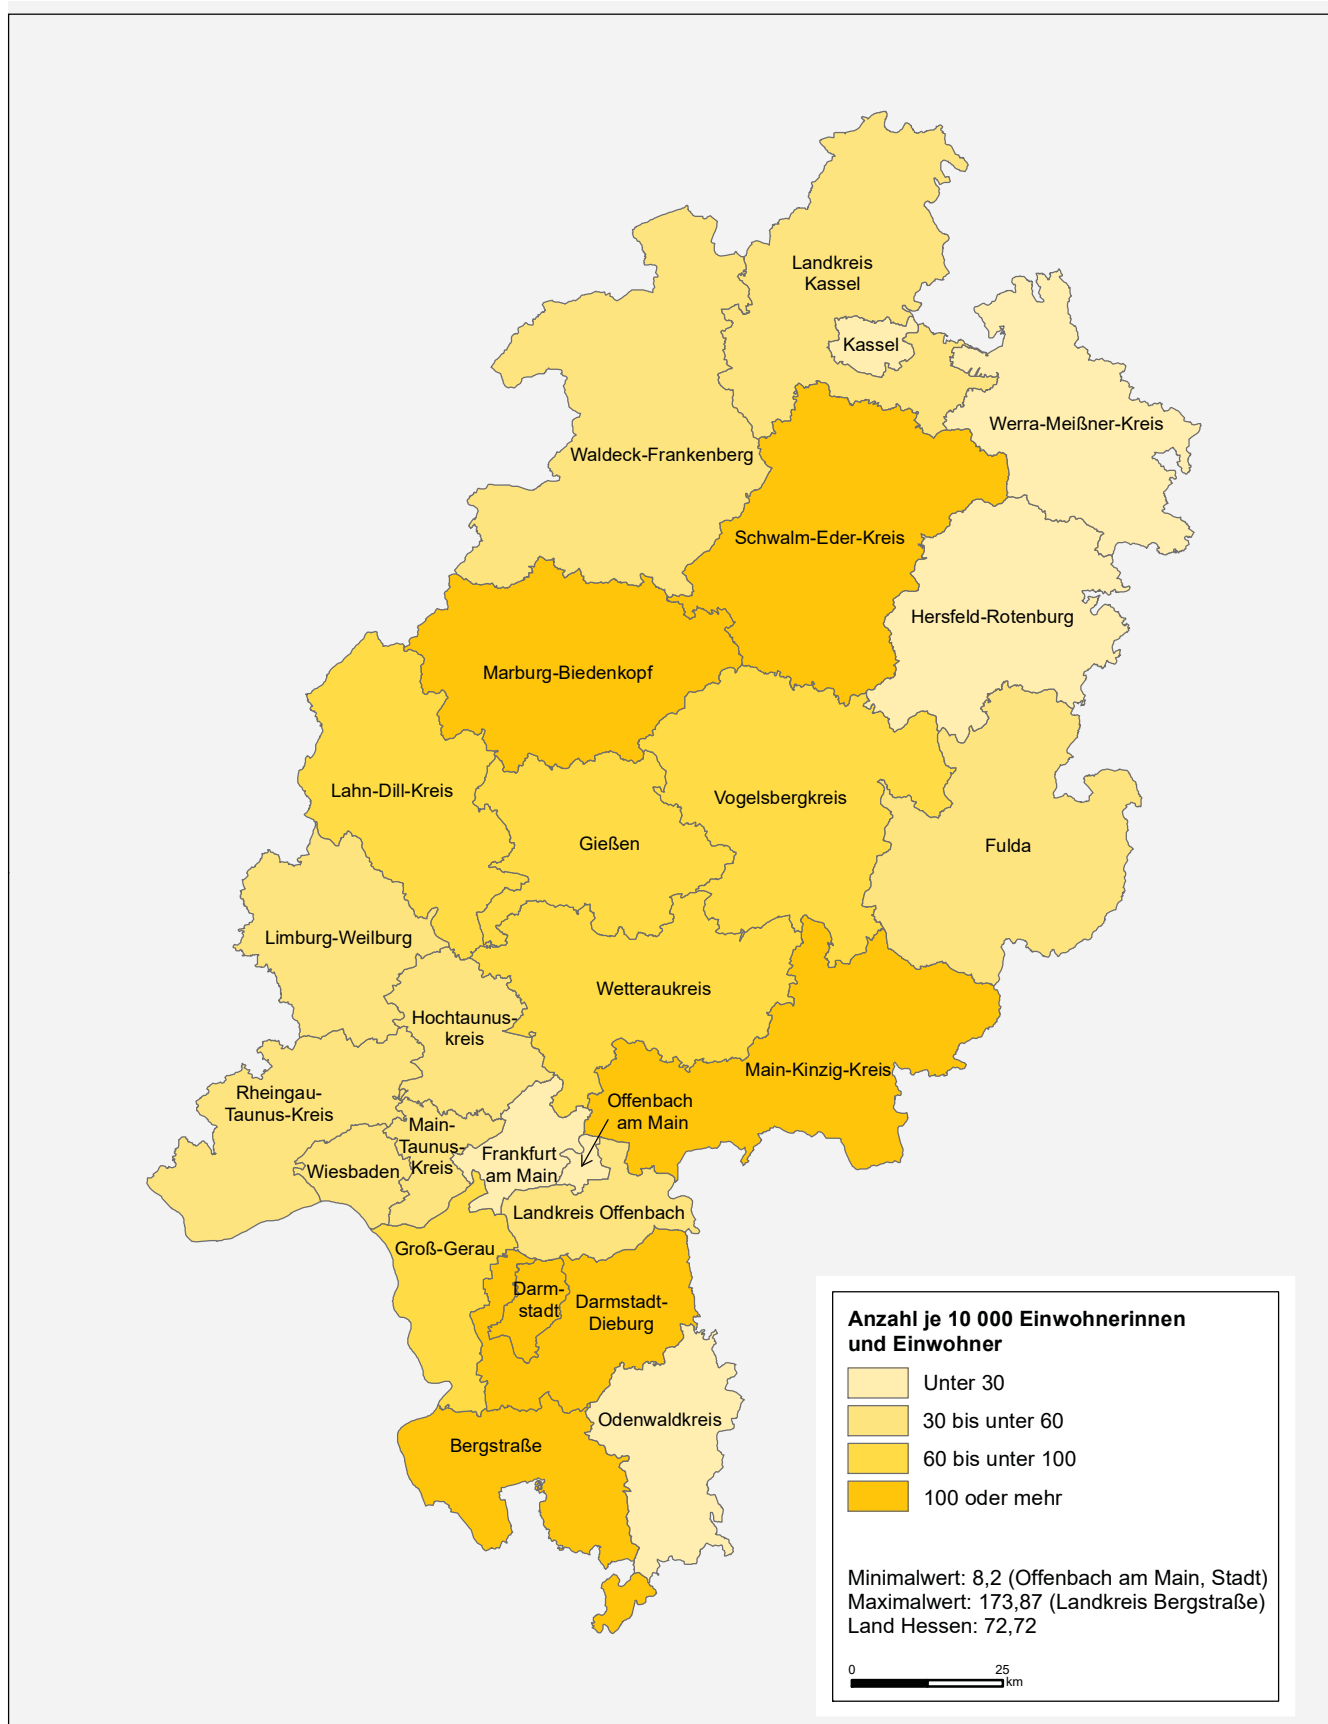 Landkreis
Kassel
Kassel
Werra-Meißner-Kreis
Waldeck-Frankenberg
Schwalm-Eder-Kreis
Hersfeld-Rotenburg
Marburg-Biedenkopf
Lahn-Dill-Kreis
Vogelsbergkreis
Gießen
Fulda
Limburg-Weilburg
Wetteraukreis
Hochtaunus-
kreis
Main-Kinzig-Kreis
Rheingau-
Taunus-Kreis
Offenbach
am Main
Main-
Taunus-
Kreis
Frankfurt
am Main
Wiesbaden
Landkreis Offenbach
Groß-Gerau
Darm-
stadt
Darmstadt-
Dieburg
Odenwaldkreis
Bergstraße
Anzahl je 10 000 Einwohnerinnen
und Einwohner
Unter 30
30 bis unter 60
60 bis unter 100
100 oder mehr
Minimalwert: 8,2 (Offenbach am Main, Stadt)
Maximalwert: 173,87 (Landkreis Bergstraße)
Land Hessen: 72,72
0 25
km